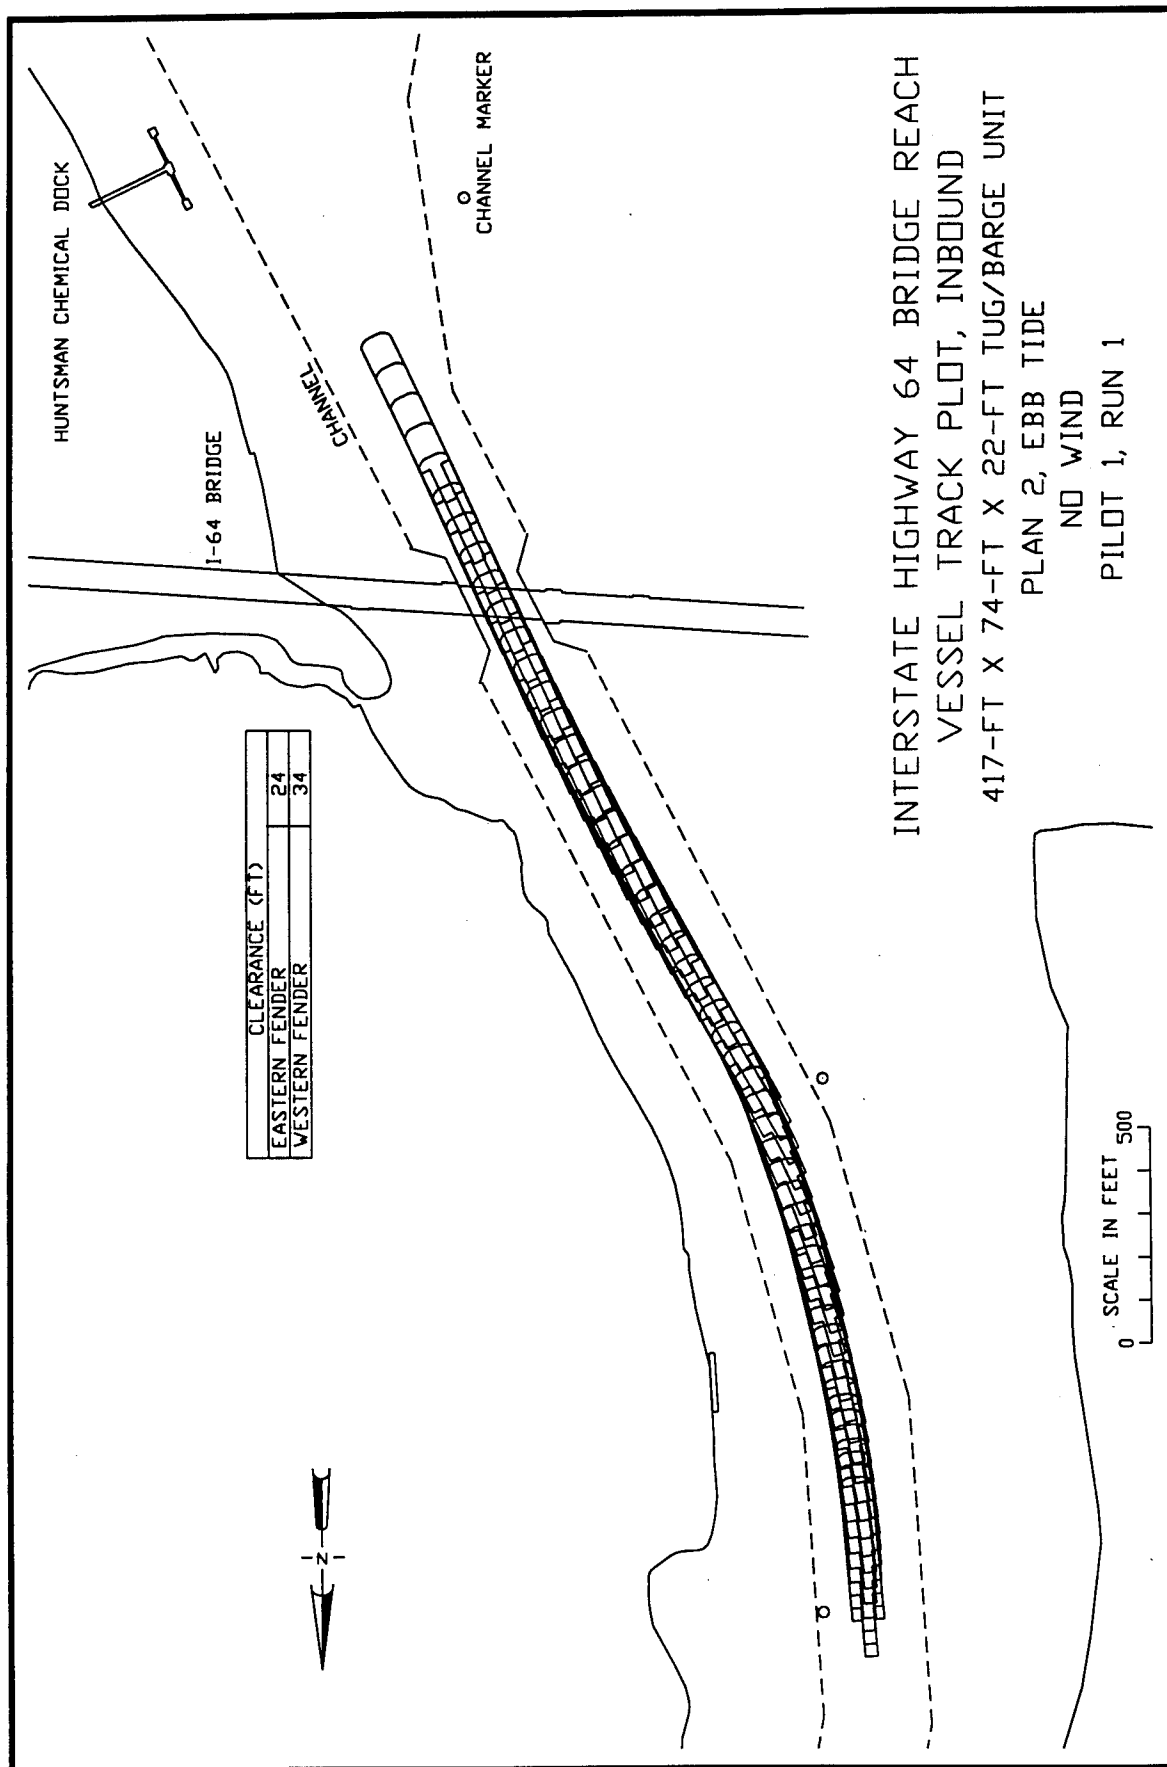 HUNTSMAN CHEMICAL DOCK
I-64 BRIDGE
CHANNEL
CHANNEL MARKER
CLEARANCE (FT)
EASTERN FENDER 24
WESTERN FENDER 34
N
INTERSTATE HIGHWAY 64 BRIDGE REACH
VESSEL TRACK PLOT, INBOUND
417-FT X 74-FT X 22-FT TUG/BARGE UNIT
PLAN 2, EBB TIDE
NO WIND
PILOT 1, RUN 1
SCALE IN FEET
0 500